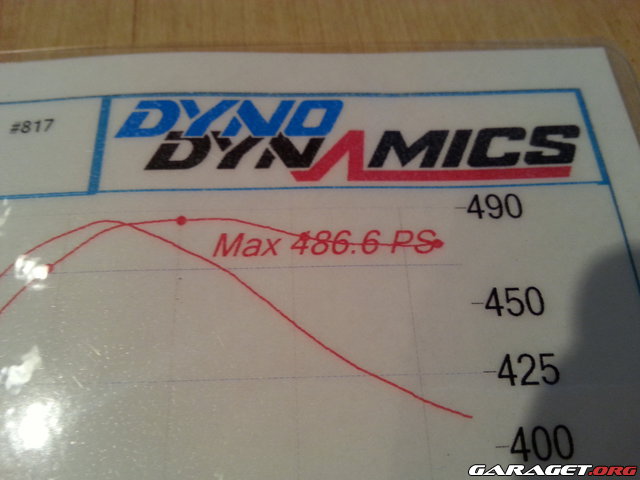 #817
DYNO
DYNAMICS
490
Max 486.6 PS
450
425
400
GARAGET.ORG